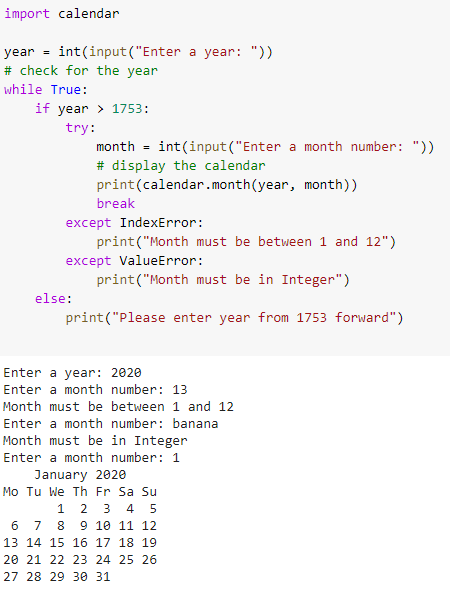 import calendar

year = int(input("Enter a year: "))
# check for the year
while True:
    if year > 1753:
        try:
            month = int(input("Enter a month number: "))
            # display the calendar
            print(calendar.month(year, month))
            break
        except IndexError:
            print("Month must be between 1 and 12")
        except ValueError:
            print("Month must be in Integer")
    else:
        print("Please enter year from 1753 forward")

Enter a year: 2020
Enter a month number: 13
Month must be between 1 and 12
Enter a month number: banana
Month must be in Integer
Enter a month number: 1
    January 2020
Mo Tu We Th Fr Sa Su
       1  2  3  4  5
 6  7  8  9 10 11 12
13 14 15 16 17 18 19
20 21 22 23 24 25 26
27 28 29 30 31